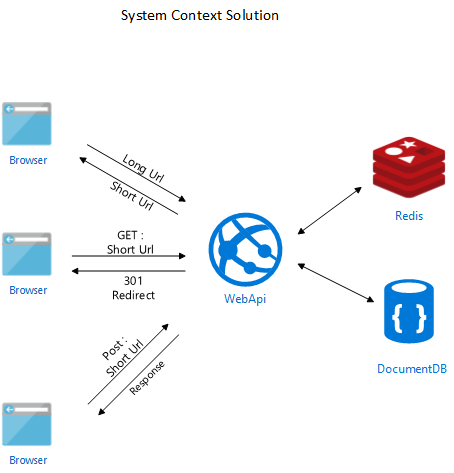 System Context Solution
Browser
Long Url
Short Url
Redis
GET :
Short Url
301
Redirect
Browser
WebApi
{ }
Post :
Short Url
Response
DocumentDB
Browser